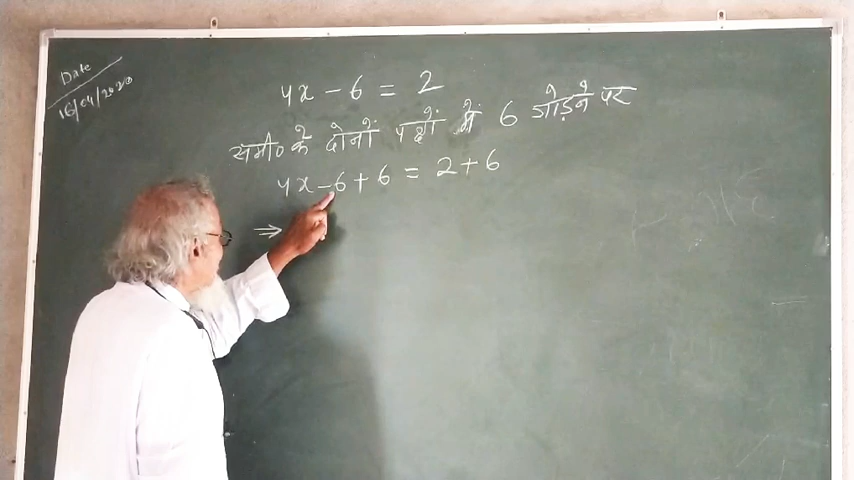 Date
16/04/2020
4x - 6 = 2
समी० के दोनों पक्षों में 6 जोड़ने पर
4x - 6 + 6 = 2 + 6
⇒